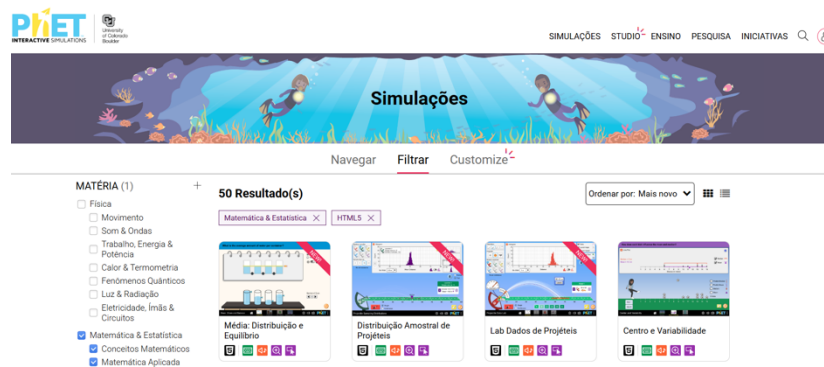 PhET
INTERACTIVE SIMULATIONS
University
of Colorado
Boulder
SIMULAÇÕES STUDIO ENSINO PESQUISA INICIATIVAS
Simulações
Navegar Filtrar Customize
MATÉRIA (1) +
Física
Movimento
Som & Ondas
Trabalho, Energia &
Potência
Calor & Termometria
Fenômenos Quânticos
Luz & Radiação
Eletricidade, Ímãs &
Circuitos
Matemática & Estatística
Conceitos Matemáticos
Matemática Aplicada
50 Resultado(s)
Ordenar por: Mais novo
Matemática & Estatística ×
HTML5 ×
Média: Distribuição e
Equilíbrio
Distribuição Amostral de
Projéteis
Lab Dados de Projéteis
Centro e Variabilidade